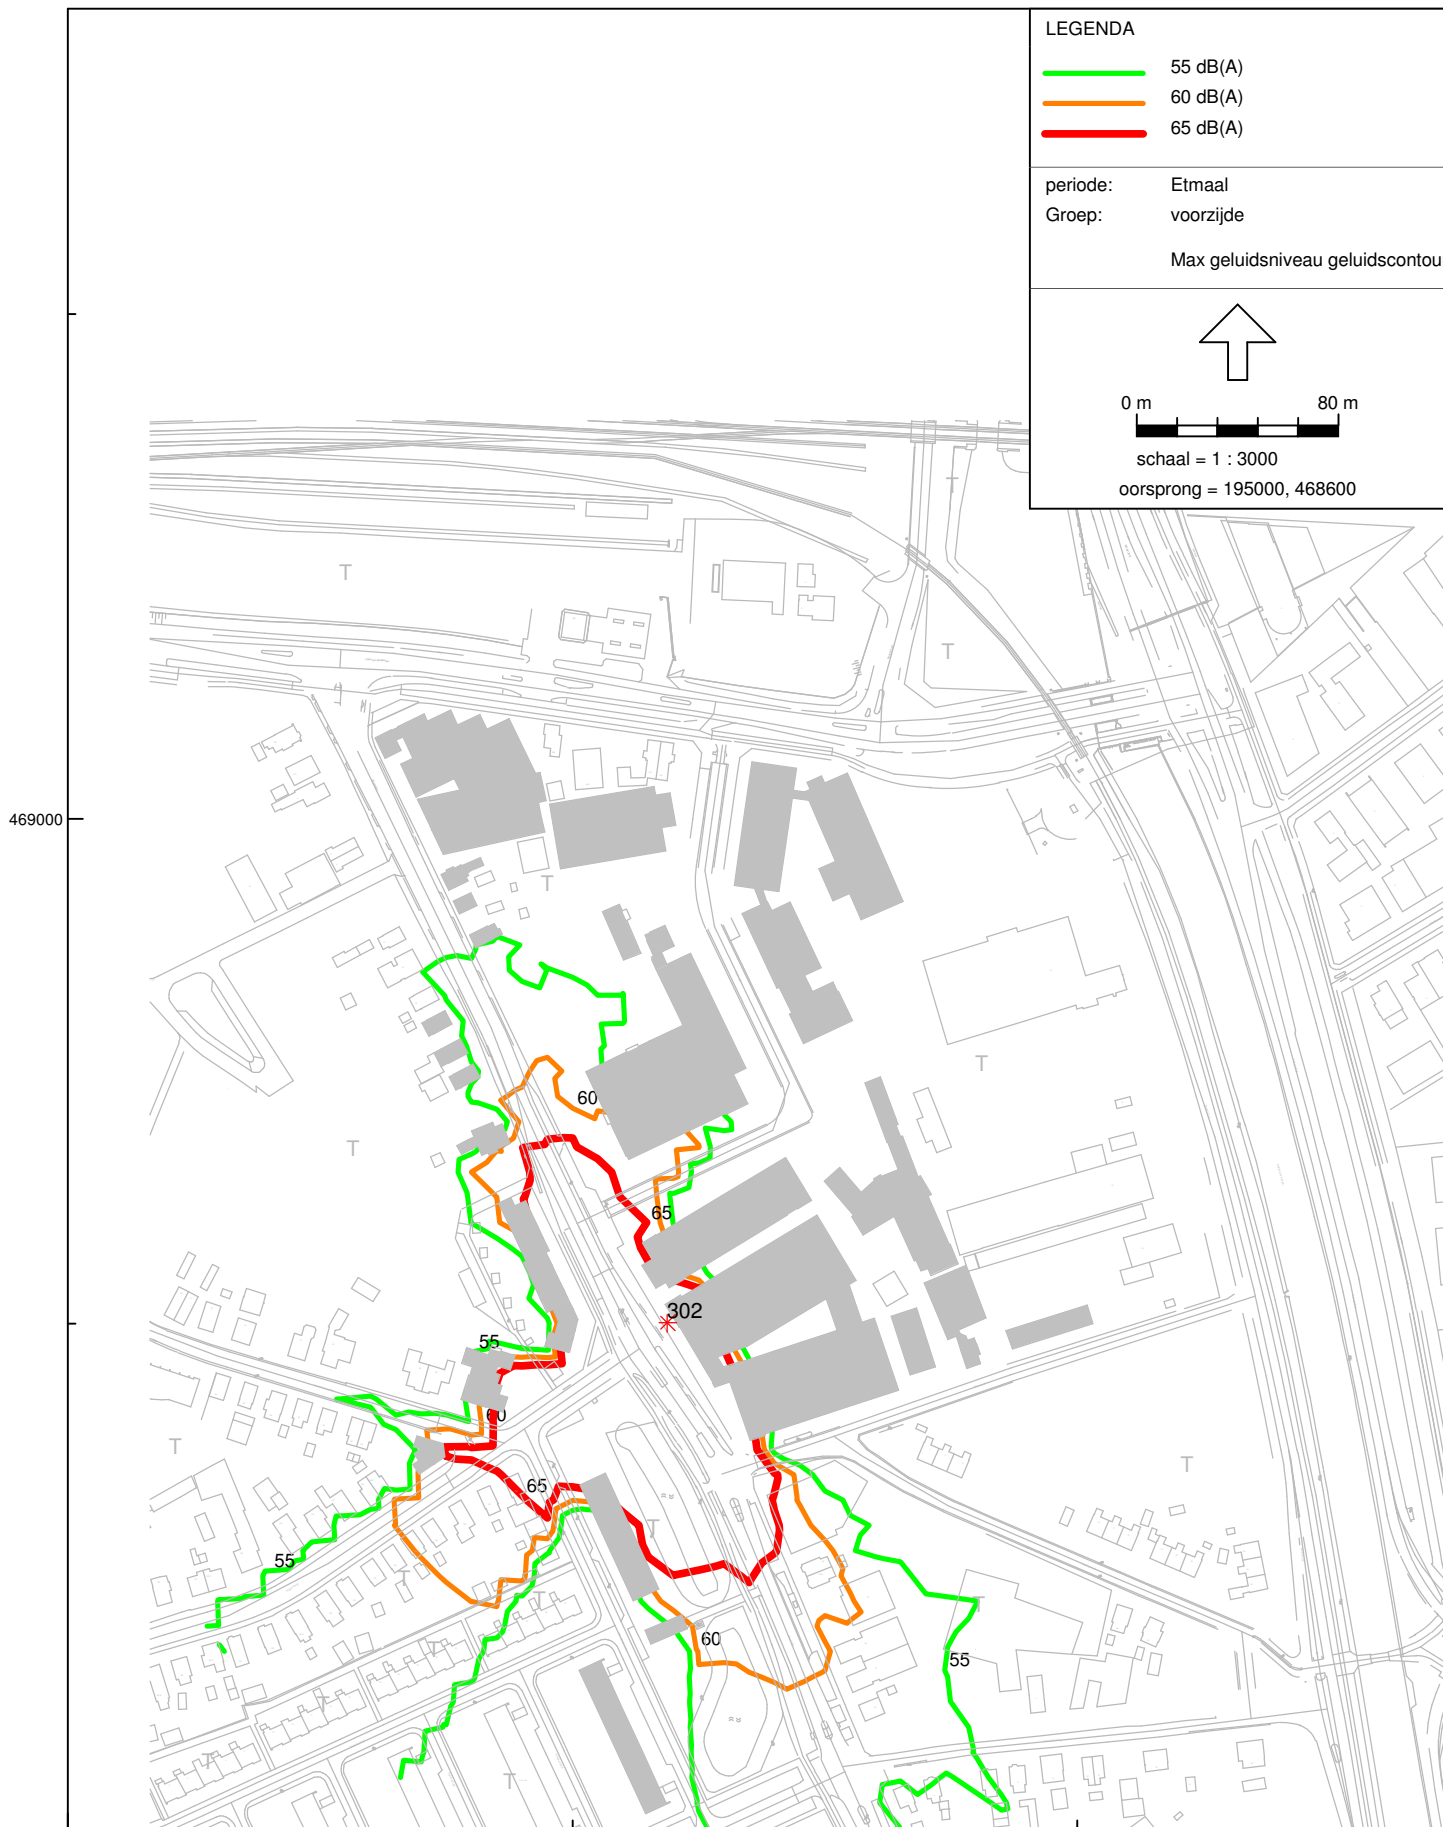 LEGENDA
55 dB(A)
60 dB(A)
65 dB(A)
periode: Etmaal
Groep: voorzijde
Max geluidsniveau geluidscontou
0 m 80 m
schaal = 1 : 3000
oorsprong = 195000, 468600
T
T
T
469000
T
T
60
T
65
302
55
60
T
65
T
55
T
T
T
T
60
T
55
T
T
T